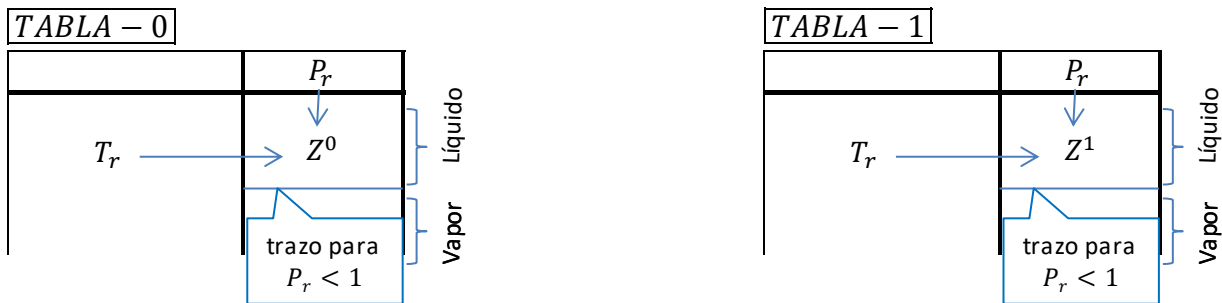 TABLA − 0
P_r
T_r
Z^0
Líquido
Vapor
trazo para
P_r < 1
TABLA − 1
P_r
T_r
Z^1
Líquido
Vapor
trazo para
P_r < 1